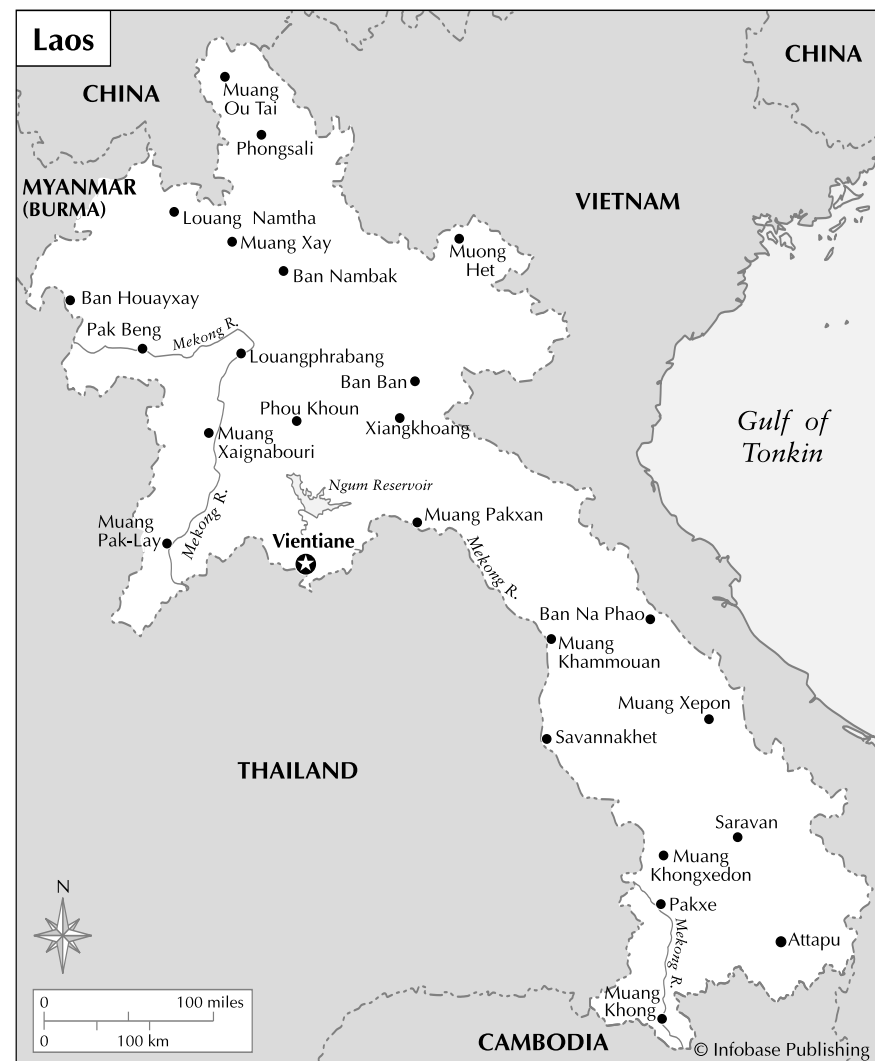 Laos
CHINA
CHINA
Muang
Ou Tai
Phongsali
MYANMAR
(BURMA)
VIETNAM
Louang Namtha
Muang Xay
Muong
Het
Ban Nambak
Ban Houayxay
Pak Beng
Mekong R.
Louangphrabang
Ban Ban
Phou Khoun
Xiangkhoang
Gulf of
Tonkin
Muang
Xaignabouri
Ngum Reservoir
Mekong R.
Muang
Pak-Lay
Muang Pakxan
Vientiane
Mekong R.
Ban Na Phao
Muang
Khammouan
Muang Xepon
Savannakhet
THAILAND
Saravan
Muang
Khongxedon
Pakxe
Mekong R.
Attapu
N
Muang
Khong
0 100 miles
0 100 km
CAMBODIA
© Infobase Publishing